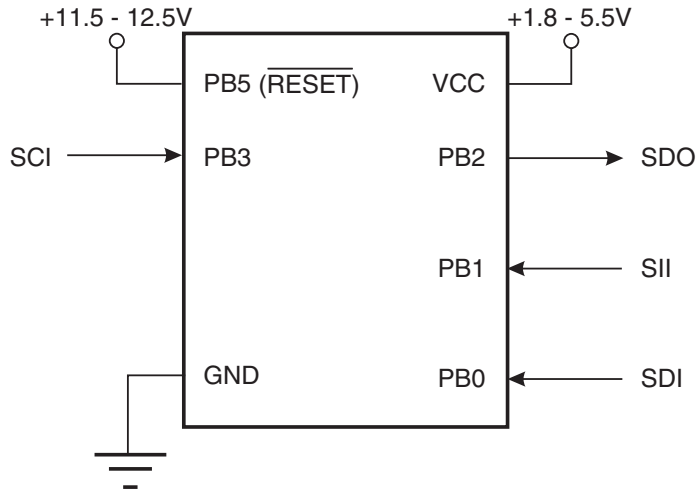 +11.5 - 12.5V
+1.8 - 5.5V
PB5 (RESET)
VCC
SCI
PB3
PB2
SDO
PB1
SII
GND
PB0
SDI